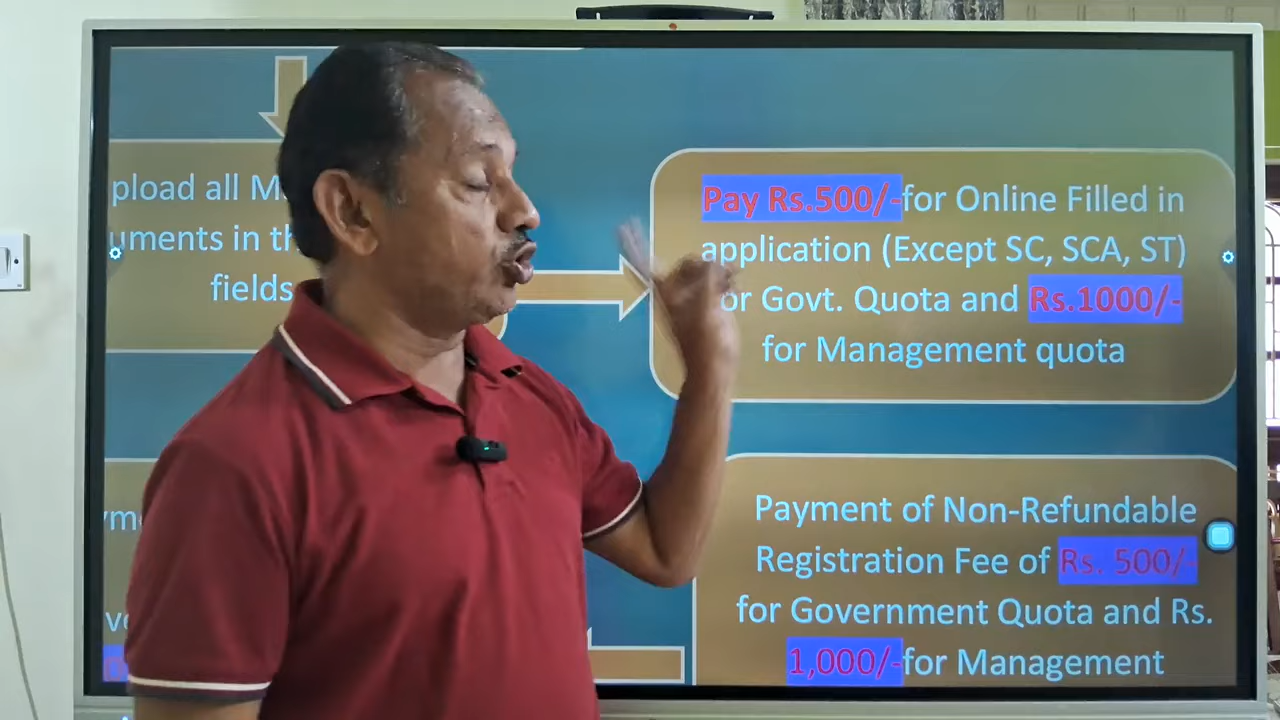 pload all M
uments in th
fields
Pay Rs.500/-for Online Filled in
application (Except SC, SCA, ST)
or Govt. Quota and Rs.1000/-
for Management quota
Payment of Non-Refundable
Registration Fee of Rs. 500/-
for Government Quota and Rs.
1,000/-for Management